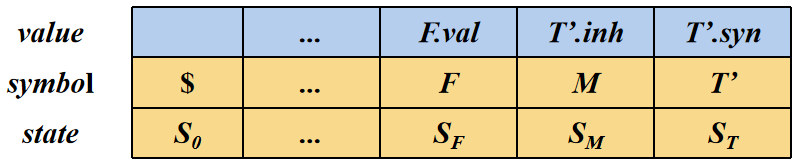 value ... F.val T’.inh T’.syn
symbol $ ... F M T’
state S0 ... SF SM ST